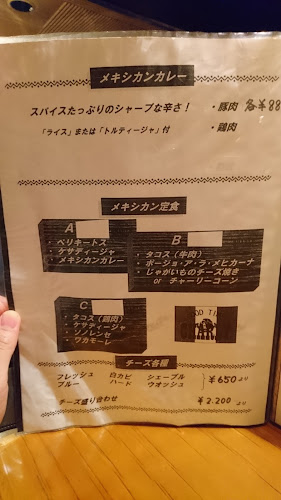 メキシカンカレー
スパイスたっぷりのシャープな辛さ！ ・豚肉 各￥88
「ライス」または「トルティージャ」付 ・鶏肉
メキシカン定食
A
・ペリキートス
・ケサディージャ
・メキシカンカレー
B
・タコス(牛肉)
・ポージョ・ア・ラ・メヒカーナ
・じゃがいものチーズ焼き
or チャーリーコーン
C
・タコス(鶏肉)
・ケサディージャ
ソノレンセ
・ワカモーレ
チーズ各種
フレッシュ 白カビ シェーブル
ブルー ハード ウオッシュ
￥650より
チーズ盛り合わせ ￥2.200より